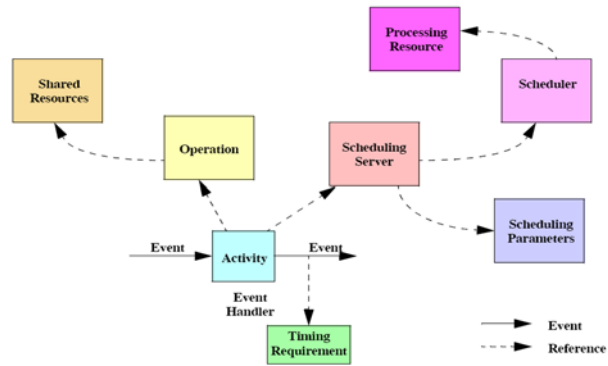 Processing
Resource
Shared
Resources
Scheduler
Operation
Scheduling
Server
Scheduling
Parameters
Event
Activity
Event
Event
Handler
Timing
Requirement
Event
Reference